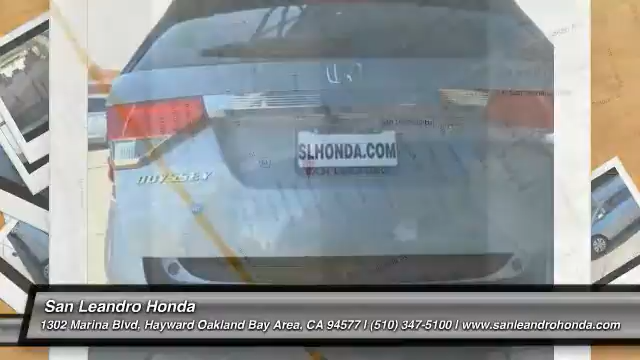 SLHONDA.COM
ODYSSEY
San Leandro Honda
1302 Marina Blvd, Hayward Oakland Bay Area, CA 94577 I (510) 347-5100 I www.sanleandrohonda.com